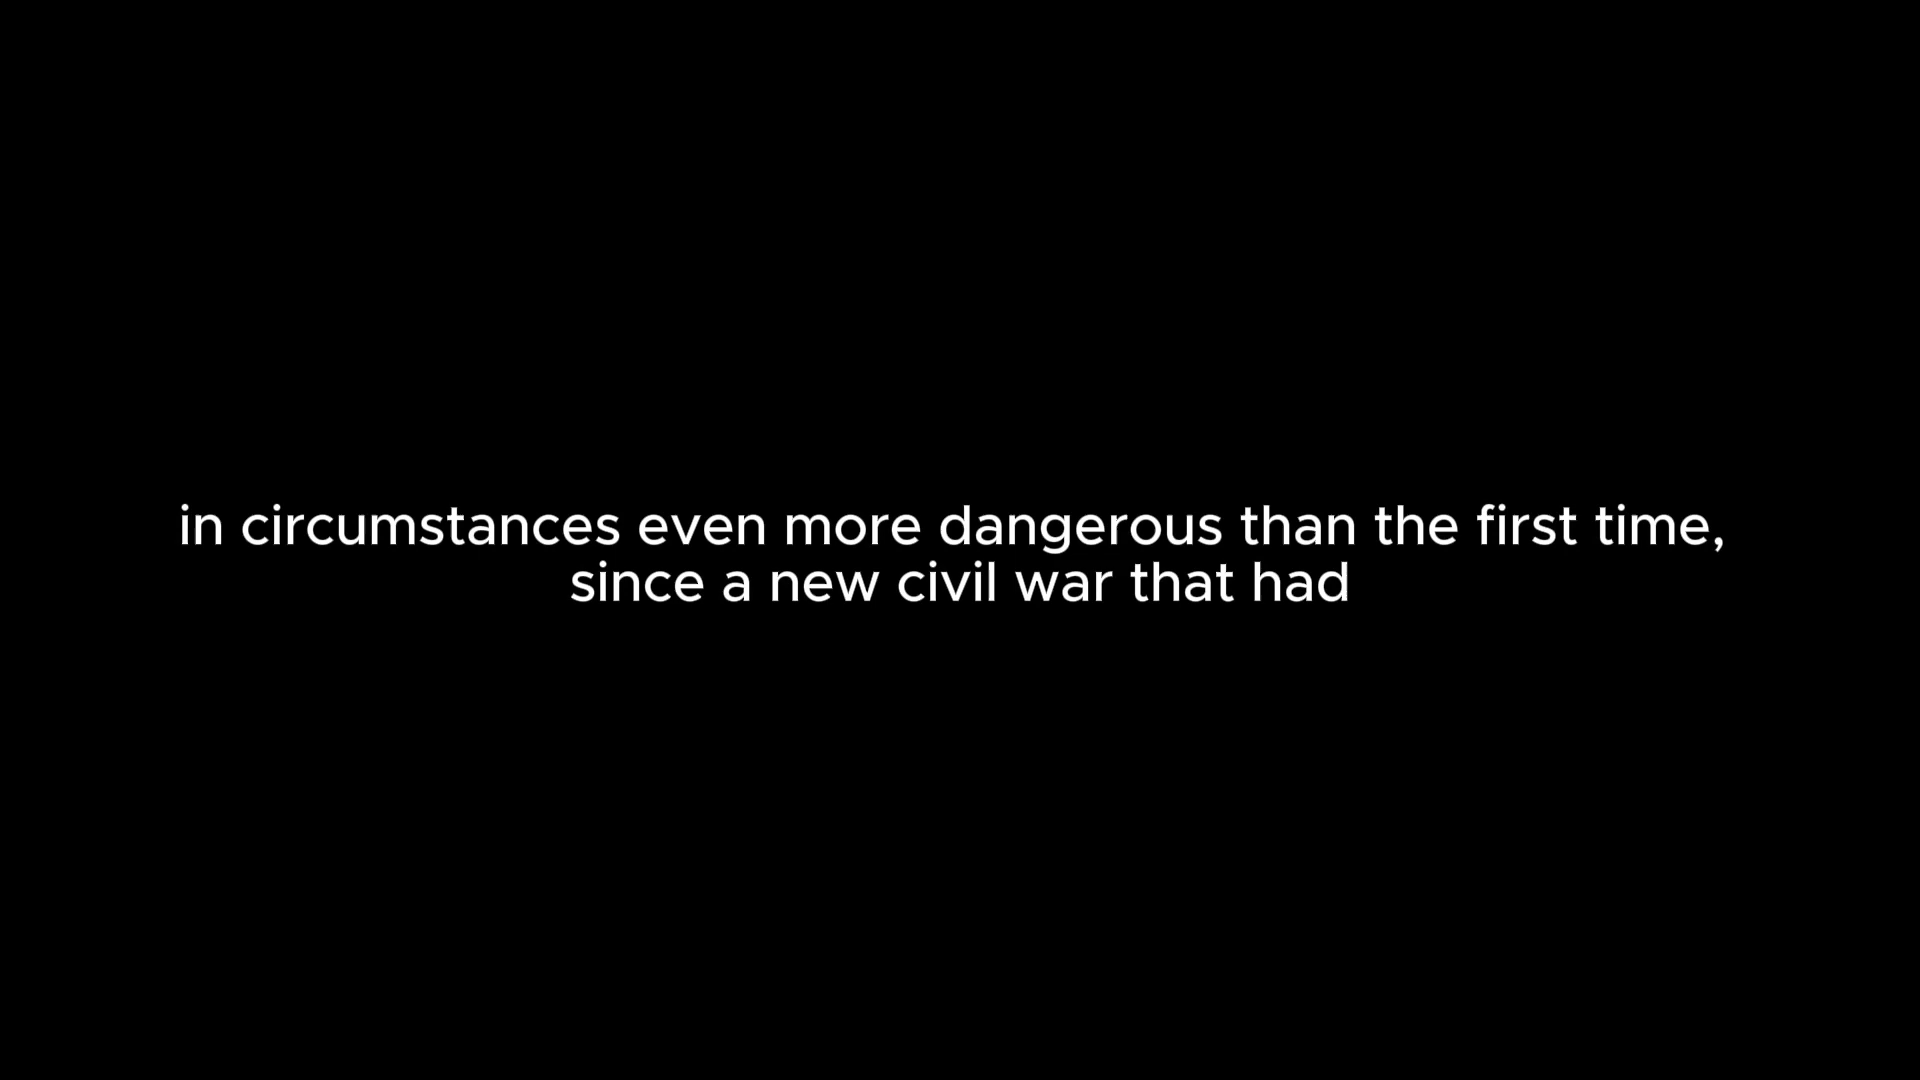 in circumstances even more dangerous than the first time,
since a new civil war that had